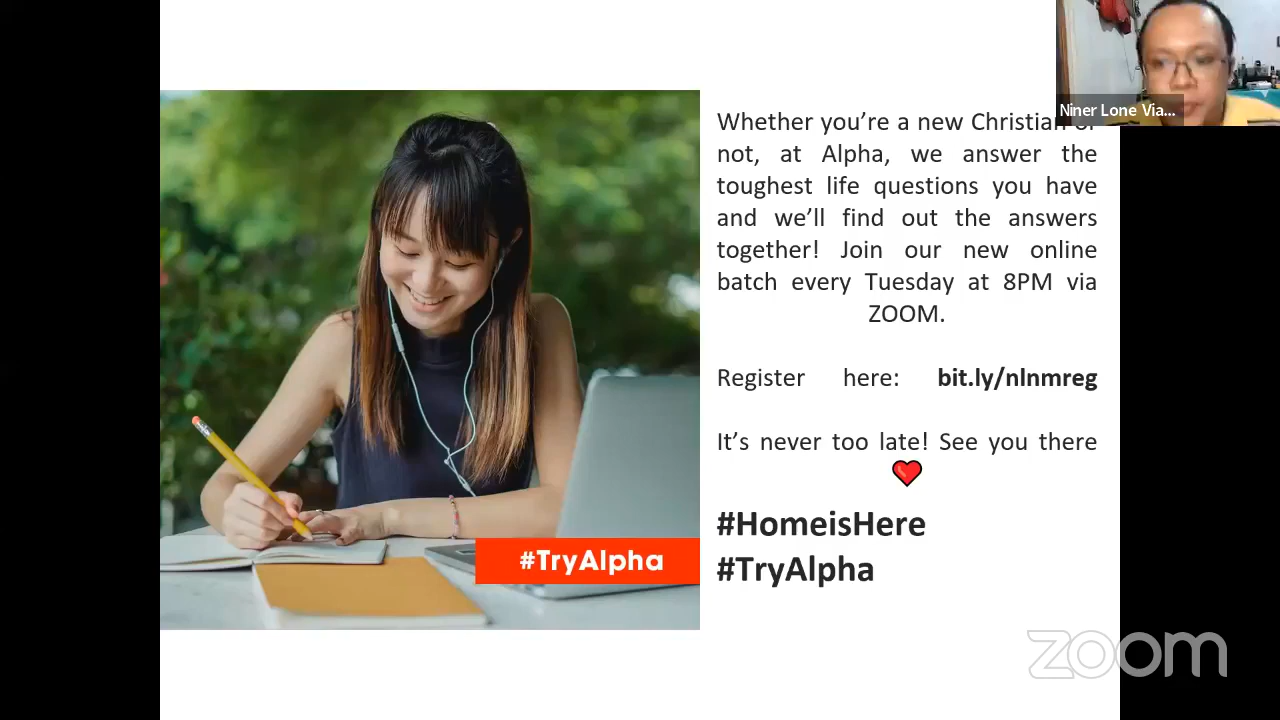 Niner Lone Via...
Whether you’re a new Christian or
not, at Alpha, we answer the
toughest life questions you have
and we’ll find out the answers
together! Join our new online
batch every Tuesday at 8PM via
ZOOM.
Register here: bit.ly/nlnmreg
It’s never too late! See you there
❤️
#HomeisHere
#TryAlpha
#TryAlpha
zoom